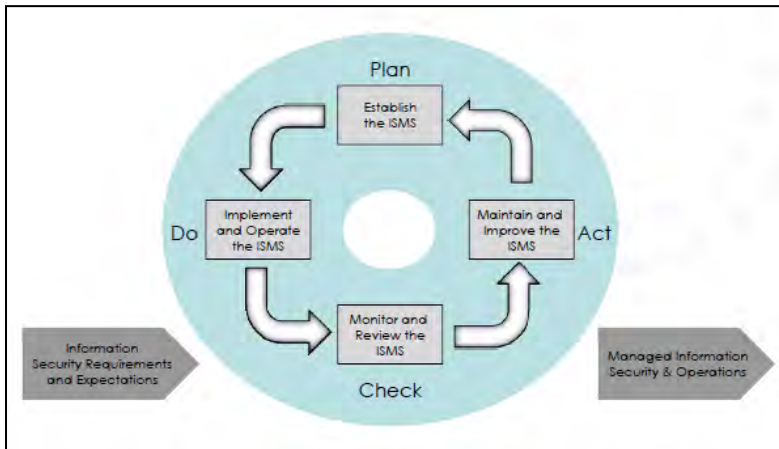 Plan
Establish
the ISMS
Do
Implement
and Operate
the ISMS
Maintain and
Improve the
ISMS
Act
Monitor and
Review the
ISMS
Check
Information
Security Requirements
and Expectations
Managed Information
Security & Operations